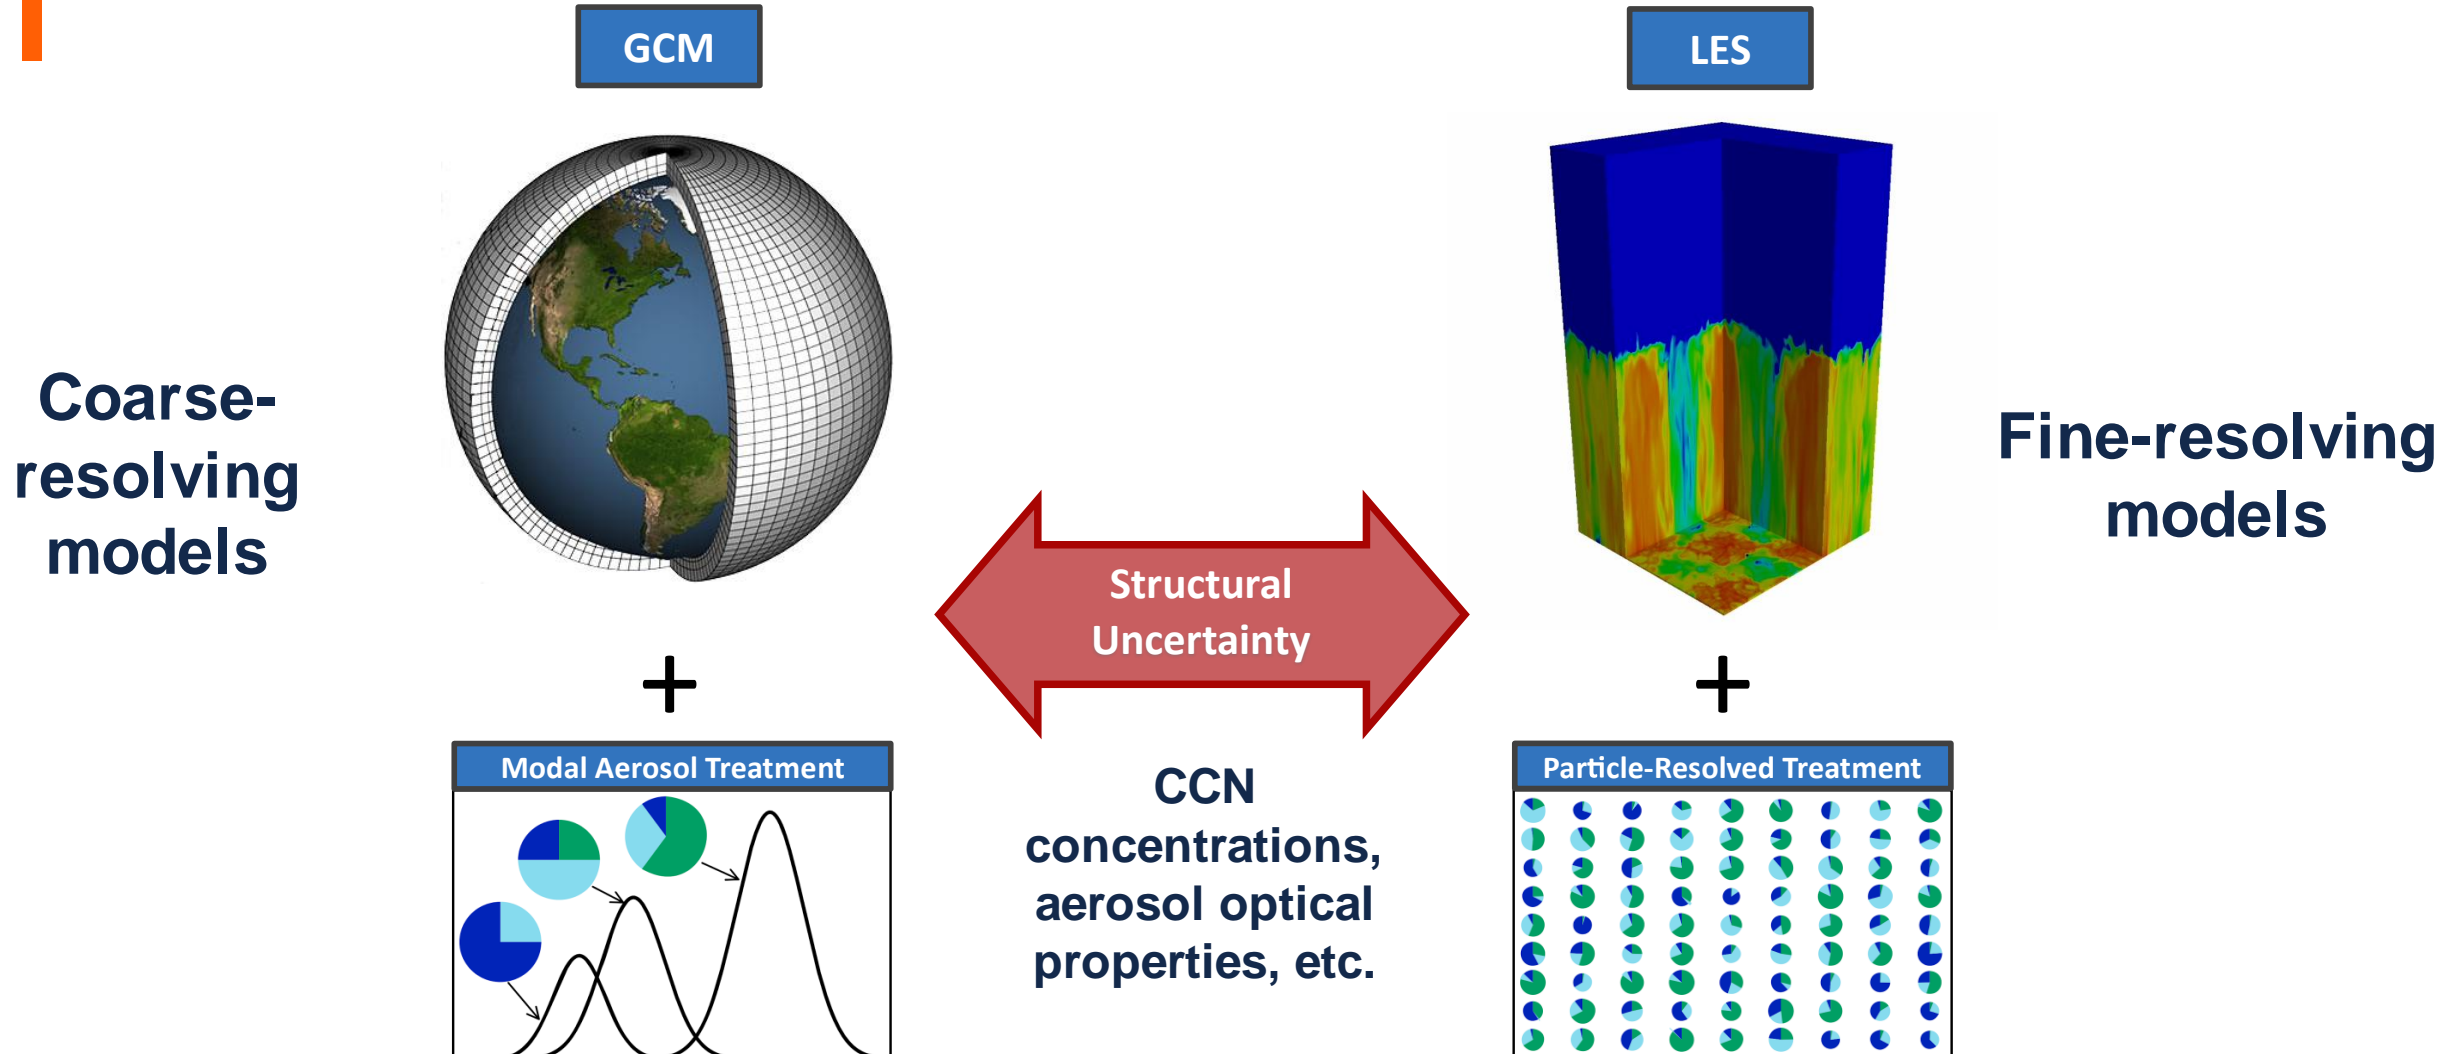 GCM
LES
Coarse-
resolving
models
Fine-resolving
models
Structural
Uncertainty
+
+
Modal Aerosol Treatment
Particle-Resolved Treatment
CCN
concentrations,
aerosol optical
properties, etc.